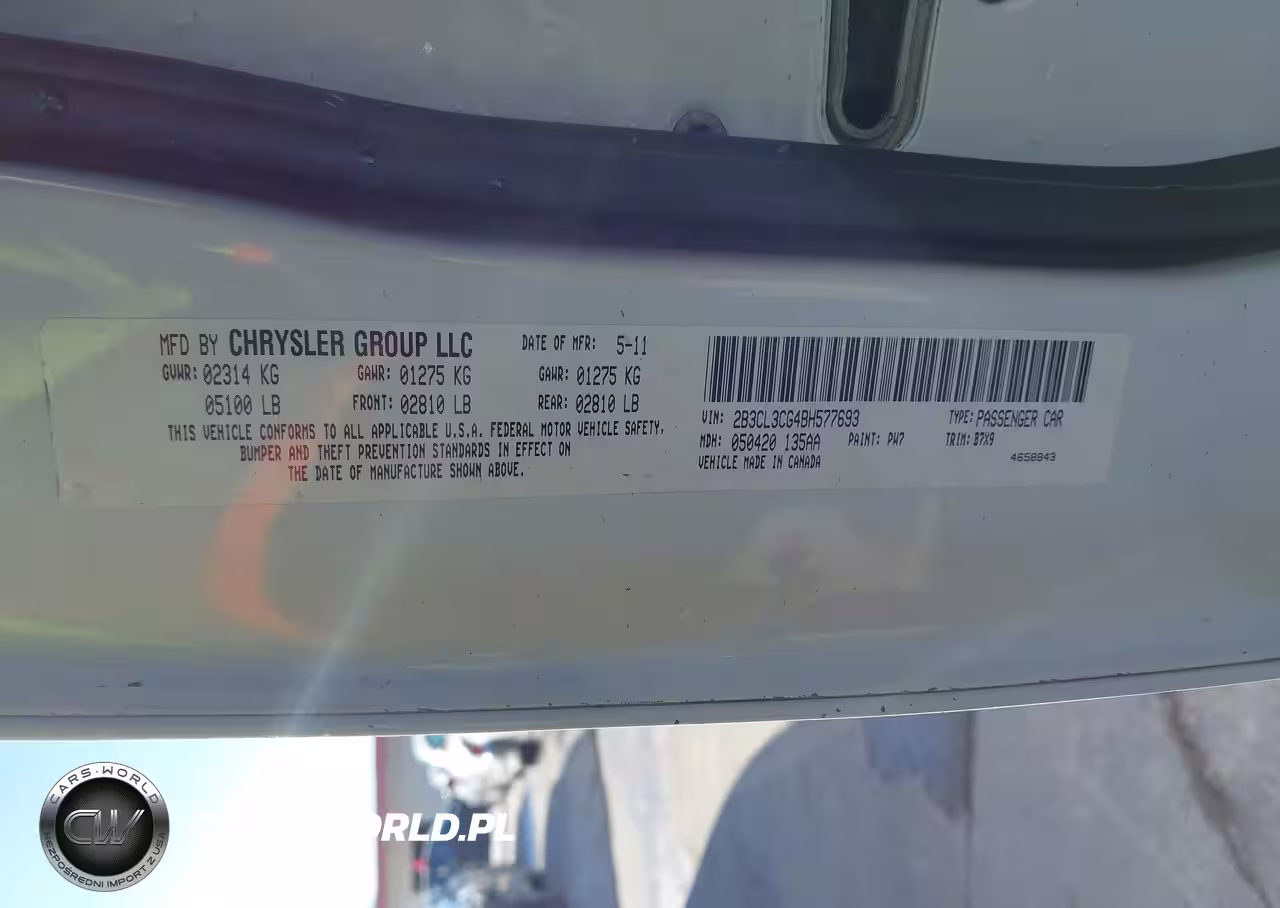 MFD BY CHRYSLER GROUP LLC DATE OF MFR: 5-11
GVWR: 02314 KG GAWR: 01275 KG GAWR: 01275 KG
05100 LB FRONT: 02810 LB REAR: 02810 LB
THIS VEHICLE CONFORMS TO ALL APPLICABLE U.S.A. FEDERAL MOTOR VEHICLE SAFETY,
BUMPER AND THEFT PREVENTION STANDARDS IN EFFECT ON
THE DATE OF MANUFACTURE SHOWN ABOVE.
VIN: 2B3CL3CG4BH577693 TYPE: PASSENGER CAR
MDH: 050420 135AA PAINT: PW7 TRIM: B7X9
VEHICLE MADE IN CANADA 4658843
CARS-WORLD
CW
BEZPOŚREDNI IMPORT Z USA
ORLD.PL